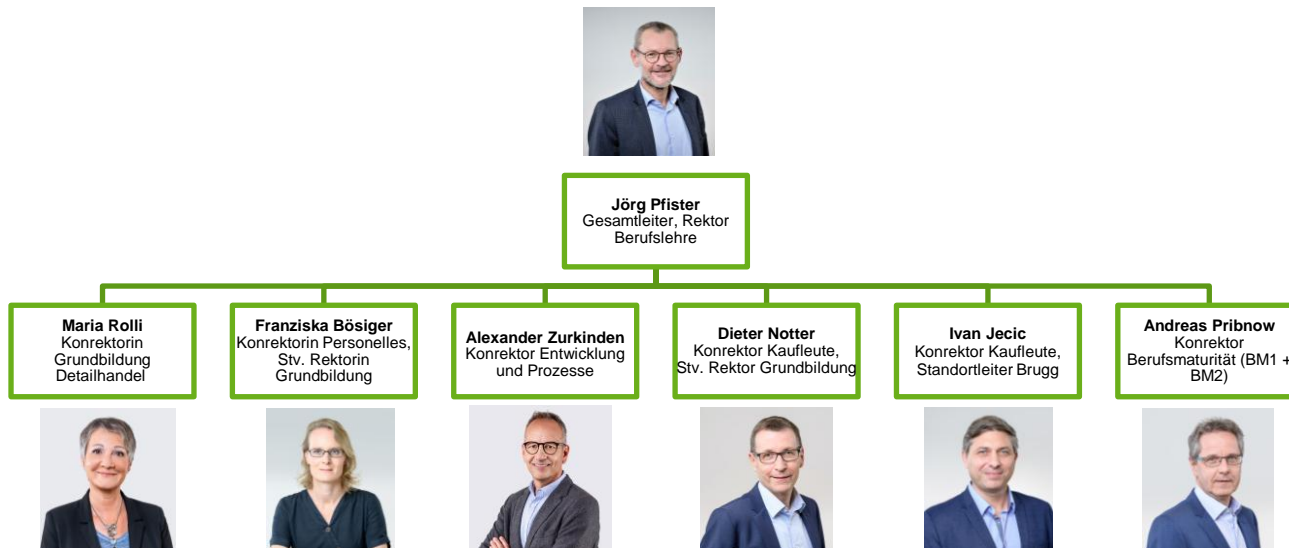 Jörg Pfister
Gesamtleiter, Rektor
Berufslehre
Maria Rolli
Konrektorin
Grundbildung
Detailhandel
Franziska Bösiger
Konrektorin Personelles,
Stv. Rektorin
Grundbildung
Alexander Zurkinden
Konrektor Entwicklung
und Prozesse
Dieter Notter
Konrektor Kaufleute,
Stv. Rektor Grundbildung
Ivan Jecic
Konrektor Kaufleute,
Standortleiter Brugg
Andreas Pribnow
Konrektor
Berufsmaturität (BM1 +
BM2)